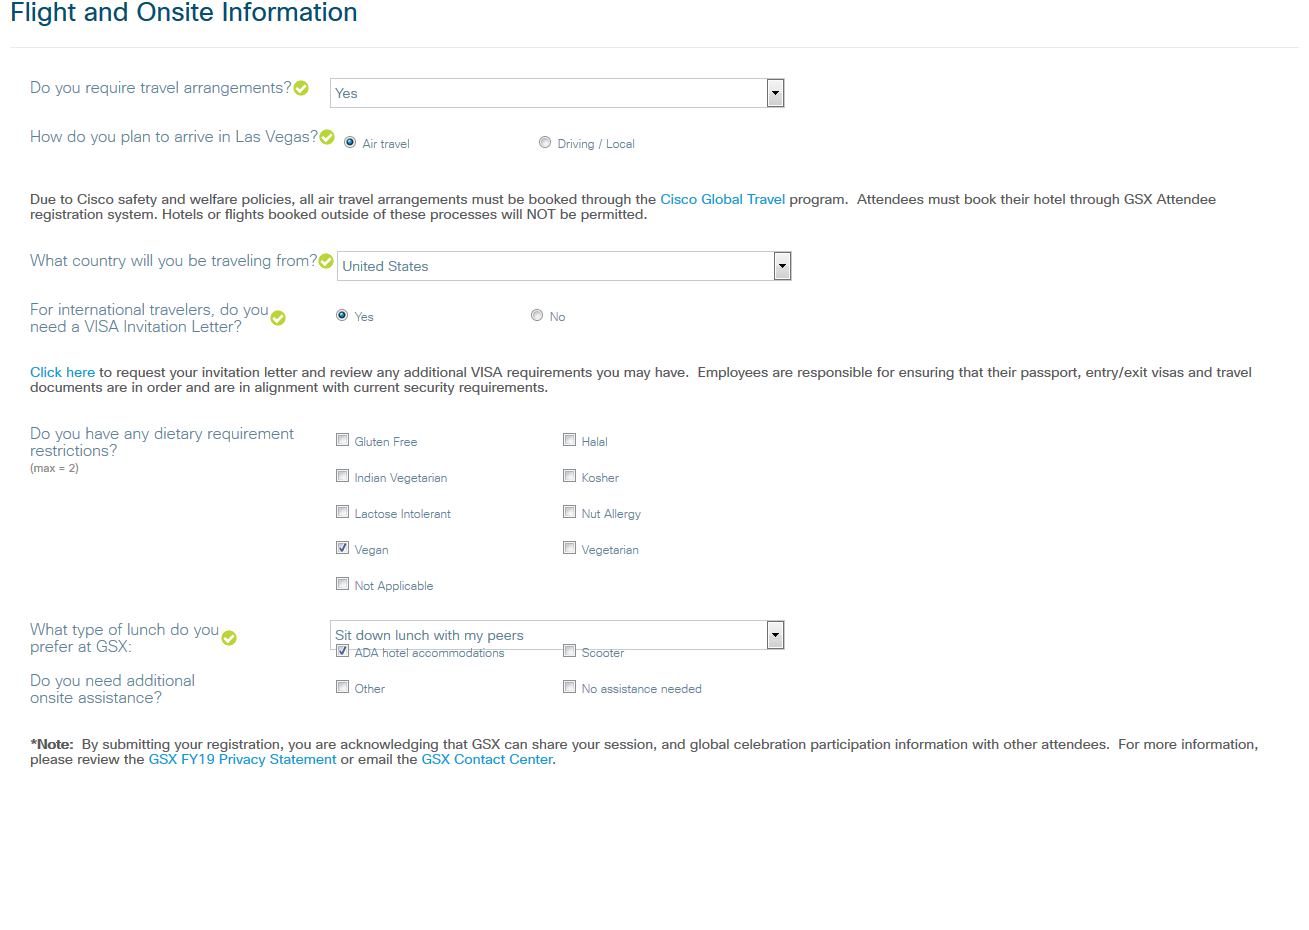 Flight and Onsite Information
Do you require travel arrangements?
Yes
How do you plan to arrive in Las Vegas?
Air travel
Driving / Local
Due to Cisco safety and welfare policies, all air travel arrangements must be booked through the Cisco Global Travel program.  Attendees must book their hotel through GSX Attendee
registration system. Hotels or flights booked outside of these processes will NOT be permitted.
What country will you be traveling from?
United States
For international travelers, do you
need a VISA Invitation Letter?
Yes
No
Click here to request your invitation letter and review any additional VISA requirements you may have.  Employees are responsible for ensuring that their passport, entry/exit visas and travel
documents are in order and are in alignment with current security requirements.
Do you have any dietary requirement
restrictions?
(max = 2)
Gluten Free
Halal
Indian Vegetarian
Kosher
Lactose Intolerant
Nut Allergy
Vegan
Vegetarian
Not Applicable
What type of lunch do you
prefer at GSX:
Sit down lunch with my peers
ADA hotel accommodations
Scooter
Do you need additional
onsite assistance?
Other
No assistance needed
*Note:  By submitting your registration, you are acknowledging that GSX can share your session, and global celebration participation information with other attendees.  For more information,
please review the GSX FY19 Privacy Statement or email the GSX Contact Center.